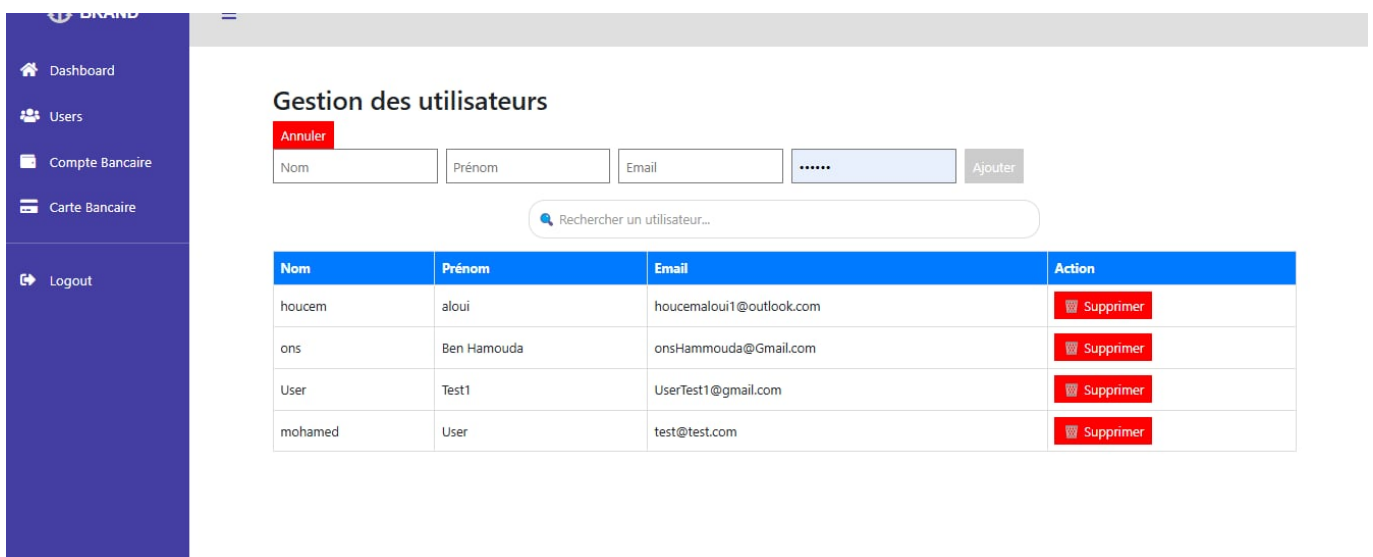 BRAND
Dashboard
Users
Compte Bancaire
Carte Bancaire
Logout
Gestion des utilisateurs
Annuler
Nom Prénom Email •••••• Ajouter
Rechercher un utilisateur...
Nom Prénom Email Action
houcem aloui houcemaloui1@outlook.com Supprimer
ons Ben Hamouda onsHammouda@Gmail.com Supprimer
User Test1 UserTest1@gmail.com Supprimer
mohamed User test@test.com Supprimer